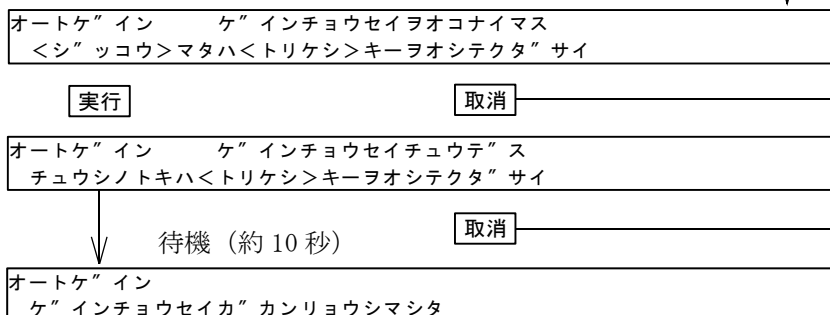 オートケ″イン　　　ケ″インチョウセイヲオコナイマス
<シ″ッコウ>マタハ<トリケシ>キーヲオシテクタ″サイ
実行　取消
オートケ″イン　　　ケ″インチョウセイチュウテ″ス
チュウシノトキハ<トリケシ>キーヲオシテクタ″サイ
待機（約10秒）　取消
オートケ″イン
ケ″インチョウセイカ″カンリョウシマシタ